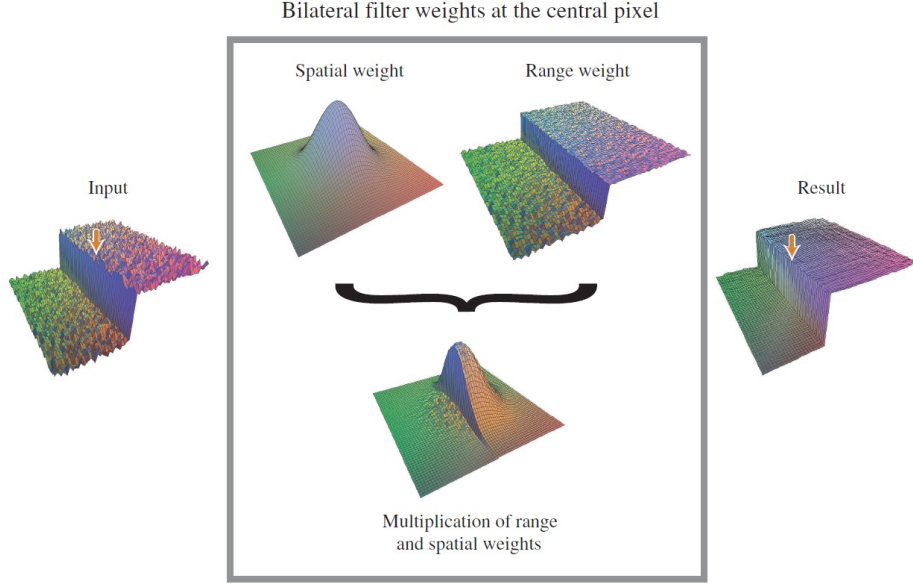 Bilateral filter weights at the central pixel
Spatial weight
Range weight
Input
Result
Multiplication of range
and spatial weights